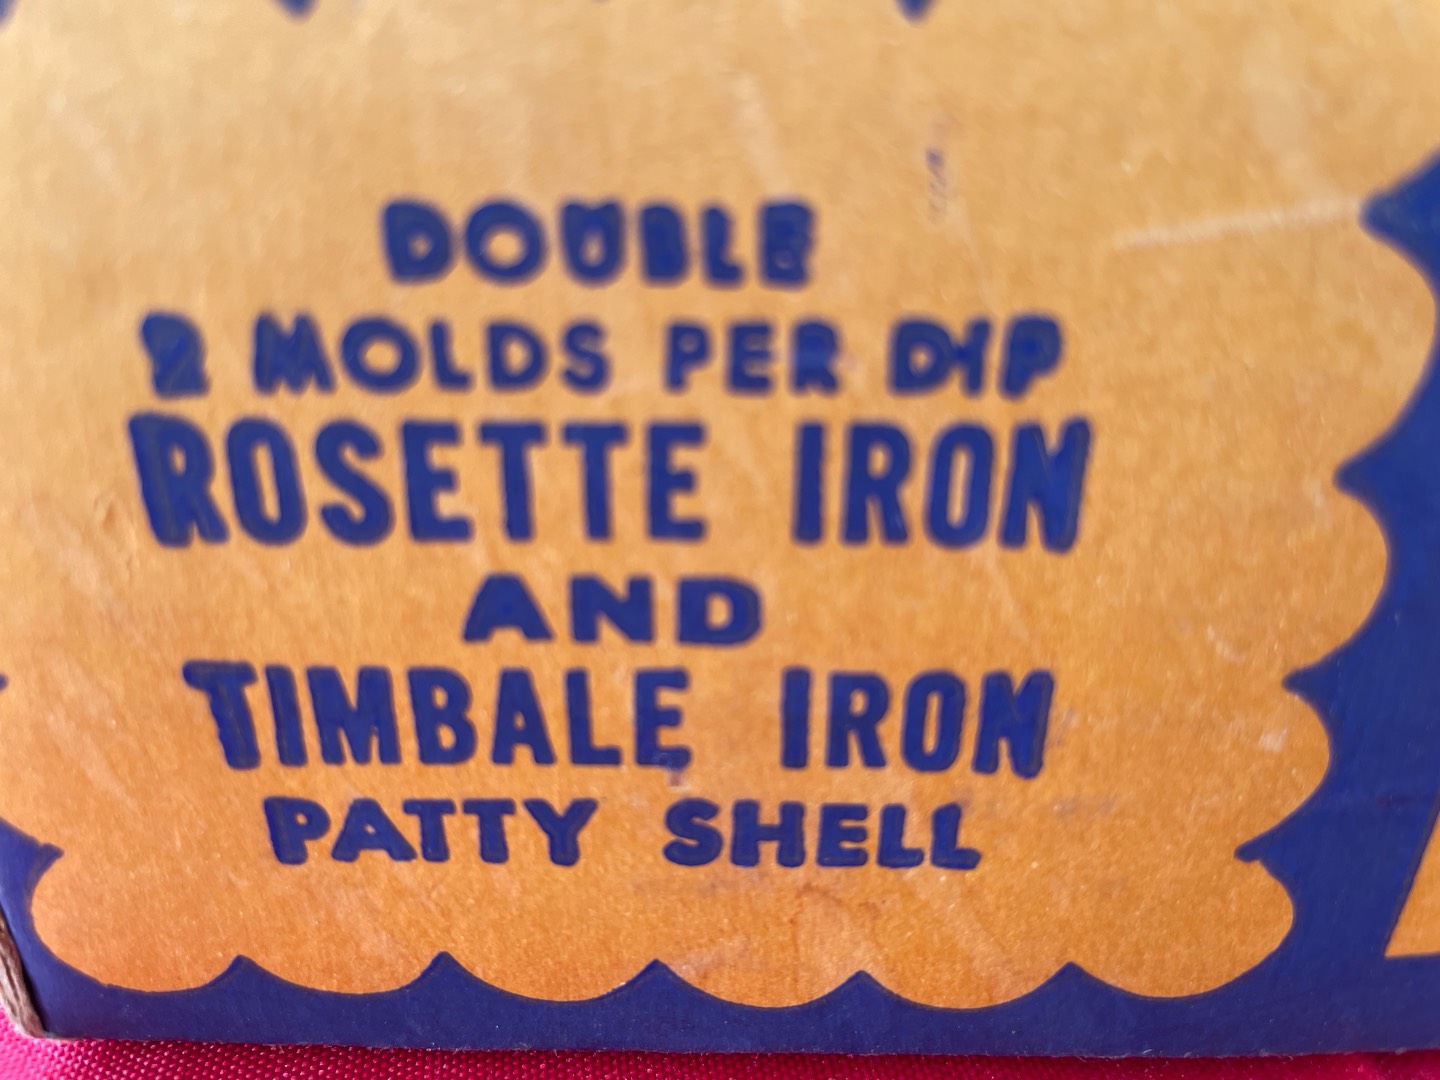 DOUBLE
2 MOLDS PER DIP
ROSETTE IRON
AND
TIMBALE IRON
PATTY SHELL